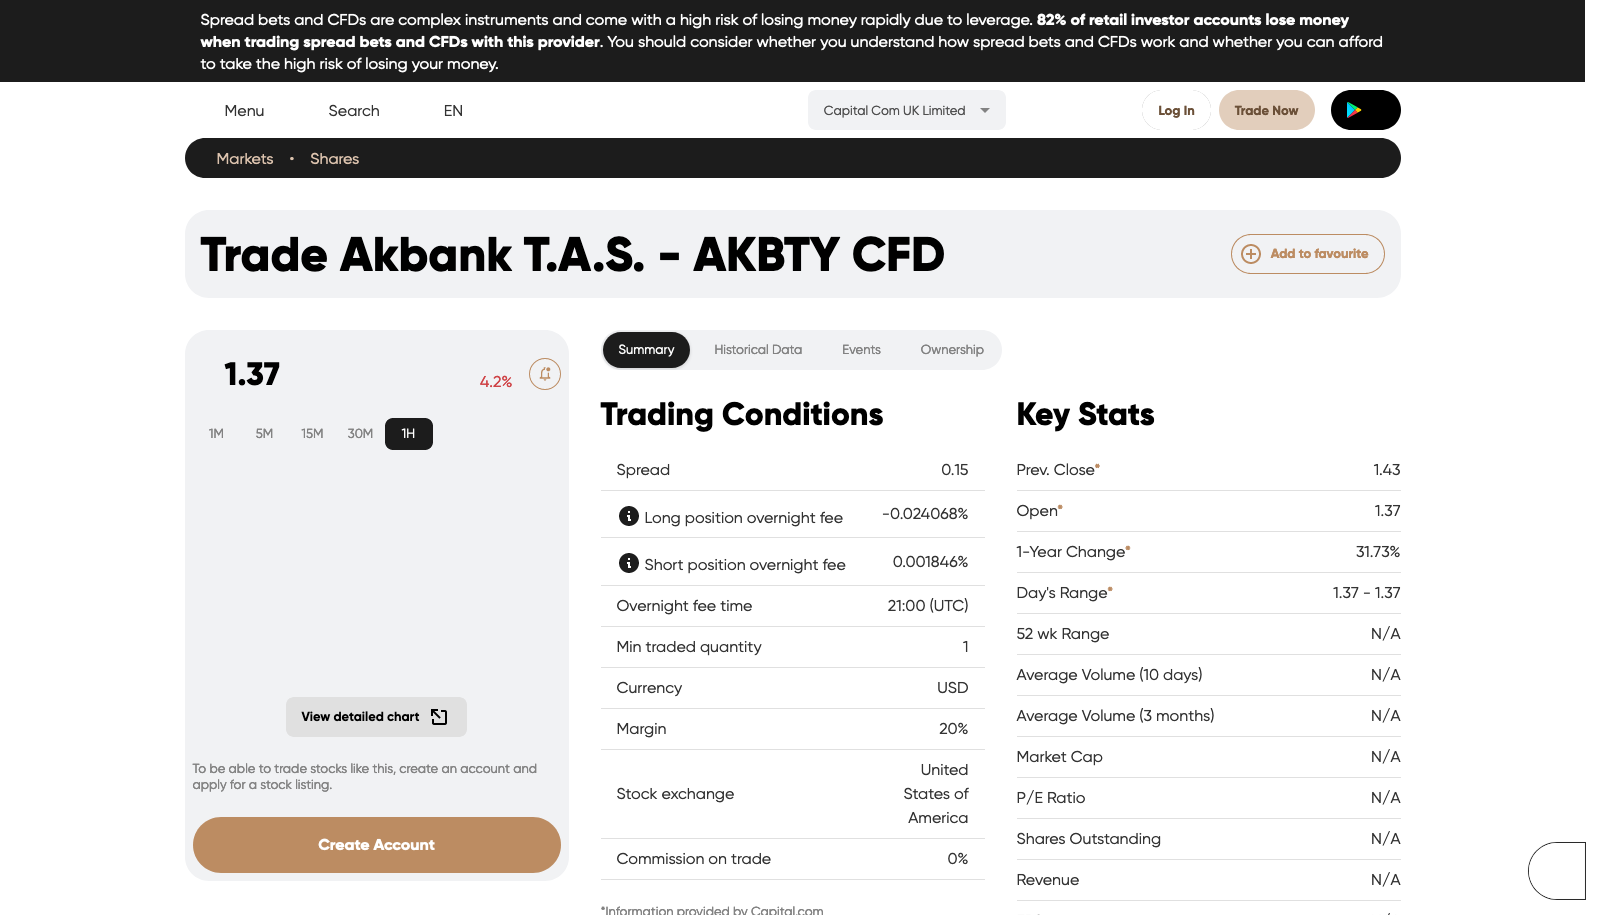 Spread bets and CFDs are complex instruments and come with a high risk of losing money rapidly due to leverage. 82% of retail investor accounts lose money
when trading spread bets and CFDs with this provider. You should consider whether you understand how spread bets and CFDs work and whether you can afford
to take the high risk of losing your money.
Menu Search EN Capital Com UK Limited Log In Trade Now
Markets • Shares
Trade Akbank T.A.S. - AKBTY CFD
Add to favourite
1.37
4.2%
1M 5M 15M 30M 1H
View detailed chart
To be able to trade stocks like this, create an account and
apply for a stock listing.
Create Account
Summary Historical Data Events Ownership
Trading Conditions
Spread 0.15
Long position overnight fee -0.024068%
Short position overnight fee 0.001846%
Overnight fee time 21:00 (UTC)
Min traded quantity 1
Currency USD
Margin 20%
Stock exchange United
States of
America
Commission on trade 0%
*Information provided by Capital.com
Key Stats
Prev. Close* 1.43
Open* 1.37
1-Year Change* 31.73%
Day's Range* 1.37 - 1.37
52 wk Range N/A
Average Volume (10 days) N/A
Average Volume (3 months) N/A
Market Cap N/A
P/E Ratio N/A
Shares Outstanding N/A
Revenue N/A